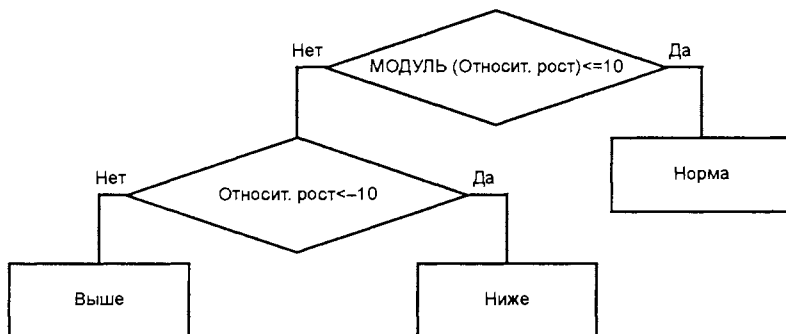 Нет
Да
МОДУЛЬ (Относит. рост)<=10
Норма
Нет
Да
Относит. рост<–10
Выше
Ниже